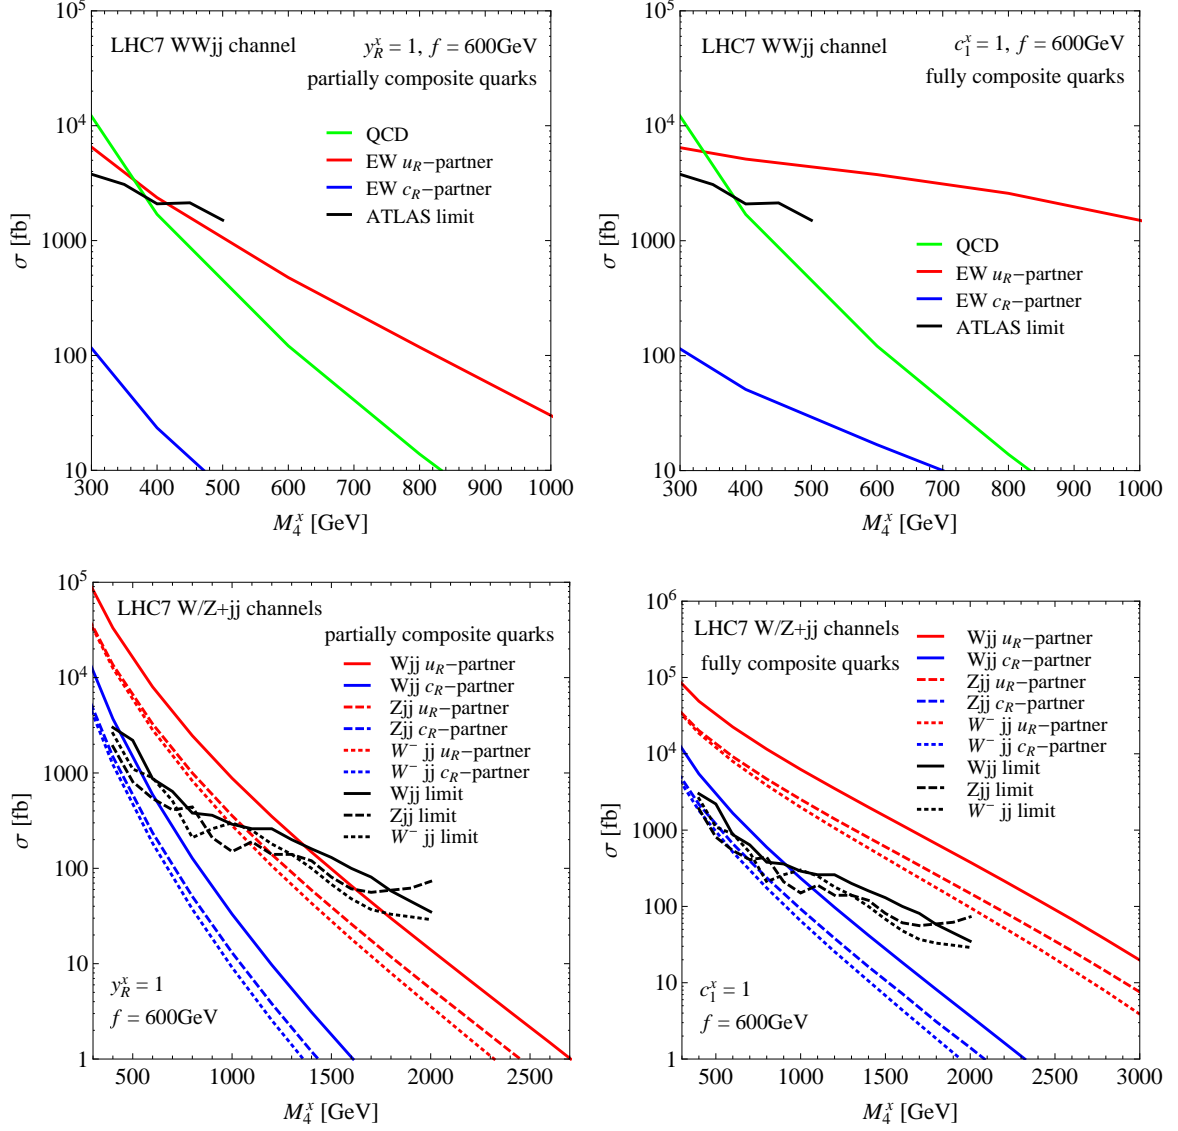 LHC7 WWjj channel
y_R^x = 1, f = 600GeV
partially composite quarks
QCD
EW u_R−partner
EW c_R−partner
ATLAS limit
10^5
10^4
1000
100
10
σ [fb]
300 400 500 600 700 800 900 1000
M_4^x [GeV]
LHC7 WWjj channel
c_1^x = 1, f = 600GeV
fully composite quarks
QCD
EW u_R−partner
EW c_R−partner
ATLAS limit
10^5
10^4
1000
100
10
σ [fb]
300 400 500 600 700 800 900 1000
M_4^x [GeV]
LHC7 W/Z+jj channels
partially composite quarks
Wjj u_R−partner
Wjj c_R−partner
Zjj u_R−partner
Zjj c_R−partner
W^− jj u_R−partner
W^− jj c_R−partner
Wjj limit
Zjj limit
W^− jj limit
y_R^x = 1
f = 600GeV
10^5
10^4
1000
100
10
1
σ [fb]
500 1000 1500 2000 2500
M_4^x [GeV]
LHC7 W/Z+jj channels
fully composite quarks
Wjj u_R−partner
Wjj c_R−partner
Zjj u_R−partner
Zjj c_R−partner
W^− jj u_R−partner
W^− jj c_R−partner
Wjj limit
Zjj limit
W^− jj limit
c_1^x = 1
f = 600GeV
10^6
10^5
10^4
1000
100
10
1
σ [fb]
500 1000 1500 2000 2500 3000
M_4^x [GeV]